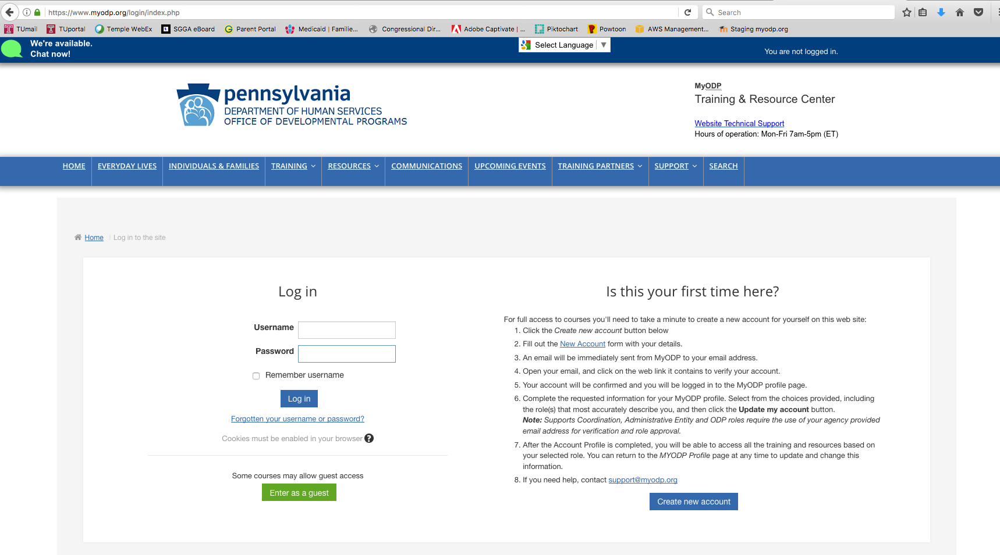 https://www.myodp.org/login/index.php
Search
TUmail
TUportal
Temple WebEx
SGGA eBoard
Parent Portal
Medicaid | Familie...
Congressional Dir...
Adobe Captivate | ...
Piktochart
Powtoon
AWS Management...
Staging myodp.org
We're available.
Chat now!
Select Language
You are not logged in.
pennsylvania
DEPARTMENT OF HUMAN SERVICES
OFFICE OF DEVELOPMENTAL PROGRAMS
MyODP
Training & Resource Center
Website Technical Support
Hours of operation: Mon-Fri 7am-5pm (ET)
HOME
EVERYDAY LIVES
INDIVIDUALS & FAMILIES
TRAINING
RESOURCES
COMMUNICATIONS
UPCOMING EVENTS
TRAINING PARTNERS
SUPPORT
SEARCH
Home
Log in to the site
Log in
Username
Password
Remember username
Log in
Forgotten your username or password?
Cookies must be enabled in your browser ?
Some courses may allow guest access
Enter as a guest
Is this your first time here?
For full access to courses you'll need to take a minute to create a new account for yourself on this web site:
1. Click the Create new account button below
2. Fill out the New Account form with your details.
3. An email will be immediately sent from MyODP to your email address.
4. Open your email, and click on the web link it contains to verify your account.
5. Your account will be confirmed and you will be logged in to the MyODP profile page.
6. Complete the requested information for your MyODP profile. Select from the choices provided, including
the role(s) that most accurately describe you, and then click the Update my account button.
Note: Supports Coordination, Administrative Entity and ODP roles require the use of your agency provided
email address for verification and role approval.
7. After the Account Profile is completed, you will be able to access all the training and resources based on
your selected role. You can return to the MYODP Profile page at any time to update and change this
information.
8. If you need help, contact support@myodp.org
Create new account